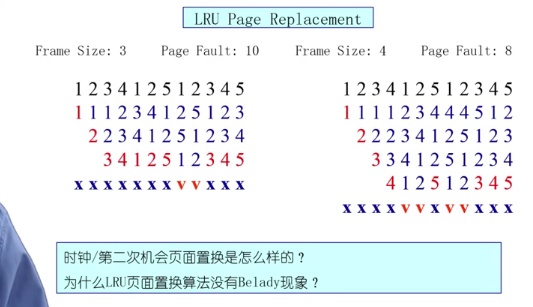 LRU Page Replacement
Frame Size: 3 Page Fault: 10
1 2 3 4 1 2 5 1 2 3 4 5
1 1 1 2 3 4 1 2 5 1 2 3
2 2 3 4 1 2 5 1 2 3 4
3 4 1 2 5 1 2 3 4 5
x x x x x x x v v x x x
Frame Size: 4 Page Fault: 8
1 2 3 4 1 2 5 1 2 3 4 5
1 1 1 1 2 3 4 4 4 5 1 2
2 2 2 3 4 1 2 5 1 2 3
3 3 4 1 2 5 1 2 3 4
4 1 2 5 1 2 3 4 5
x x x x v v x v v x x x
时钟/第二次机会页面置换是怎么样的？
为什么LRU页面置换算法没有Belady现象？